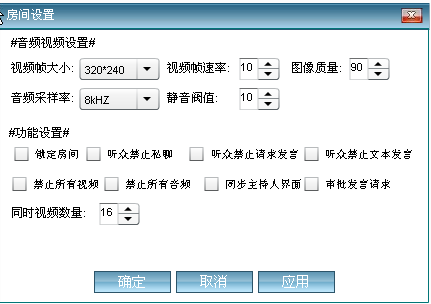 房间设置
#音频视频设置#
视频帧大小: 320*240 视频帧速率: 10 图像质量: 90
音频采样率: 8kHZ 静音阀值: 10
#功能设置#
锁定房间 听众禁止私聊 听众禁止请求发言 听众禁止文本发言
禁止所有视频 禁止所有音频 同步主持人界面 审批发言请求
同时视频数量: 16
确定 取消 应用